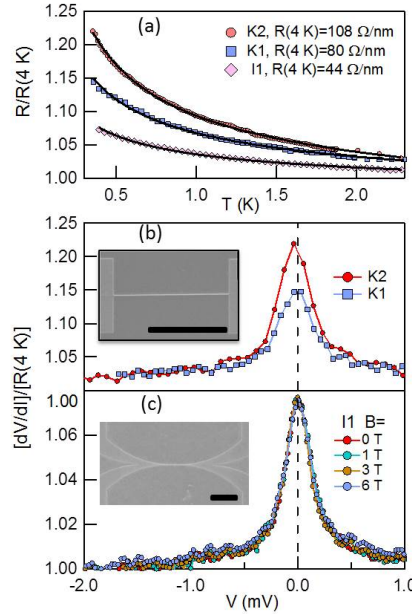 (a)
K2, R(4 K)=108 Ω/nm
K1, R(4 K)=80 Ω/nm
I1, R(4 K)=44 Ω/nm
R/R(4 K)
1.20
1.15
1.10
1.05
1.00
0.5 1.0 1.5 2.0
T (K)
1.25
(b)
1.20
K2
K1
1.15
1.10
1.05
[dV/dI]/[R(4 K)]
1.00
(c)
I1 B=
0 T
1 T
3 T
6 T
1.06
1.04
1.02
1.00
-2.0 -1.0 0.0 1.0
V (mV)